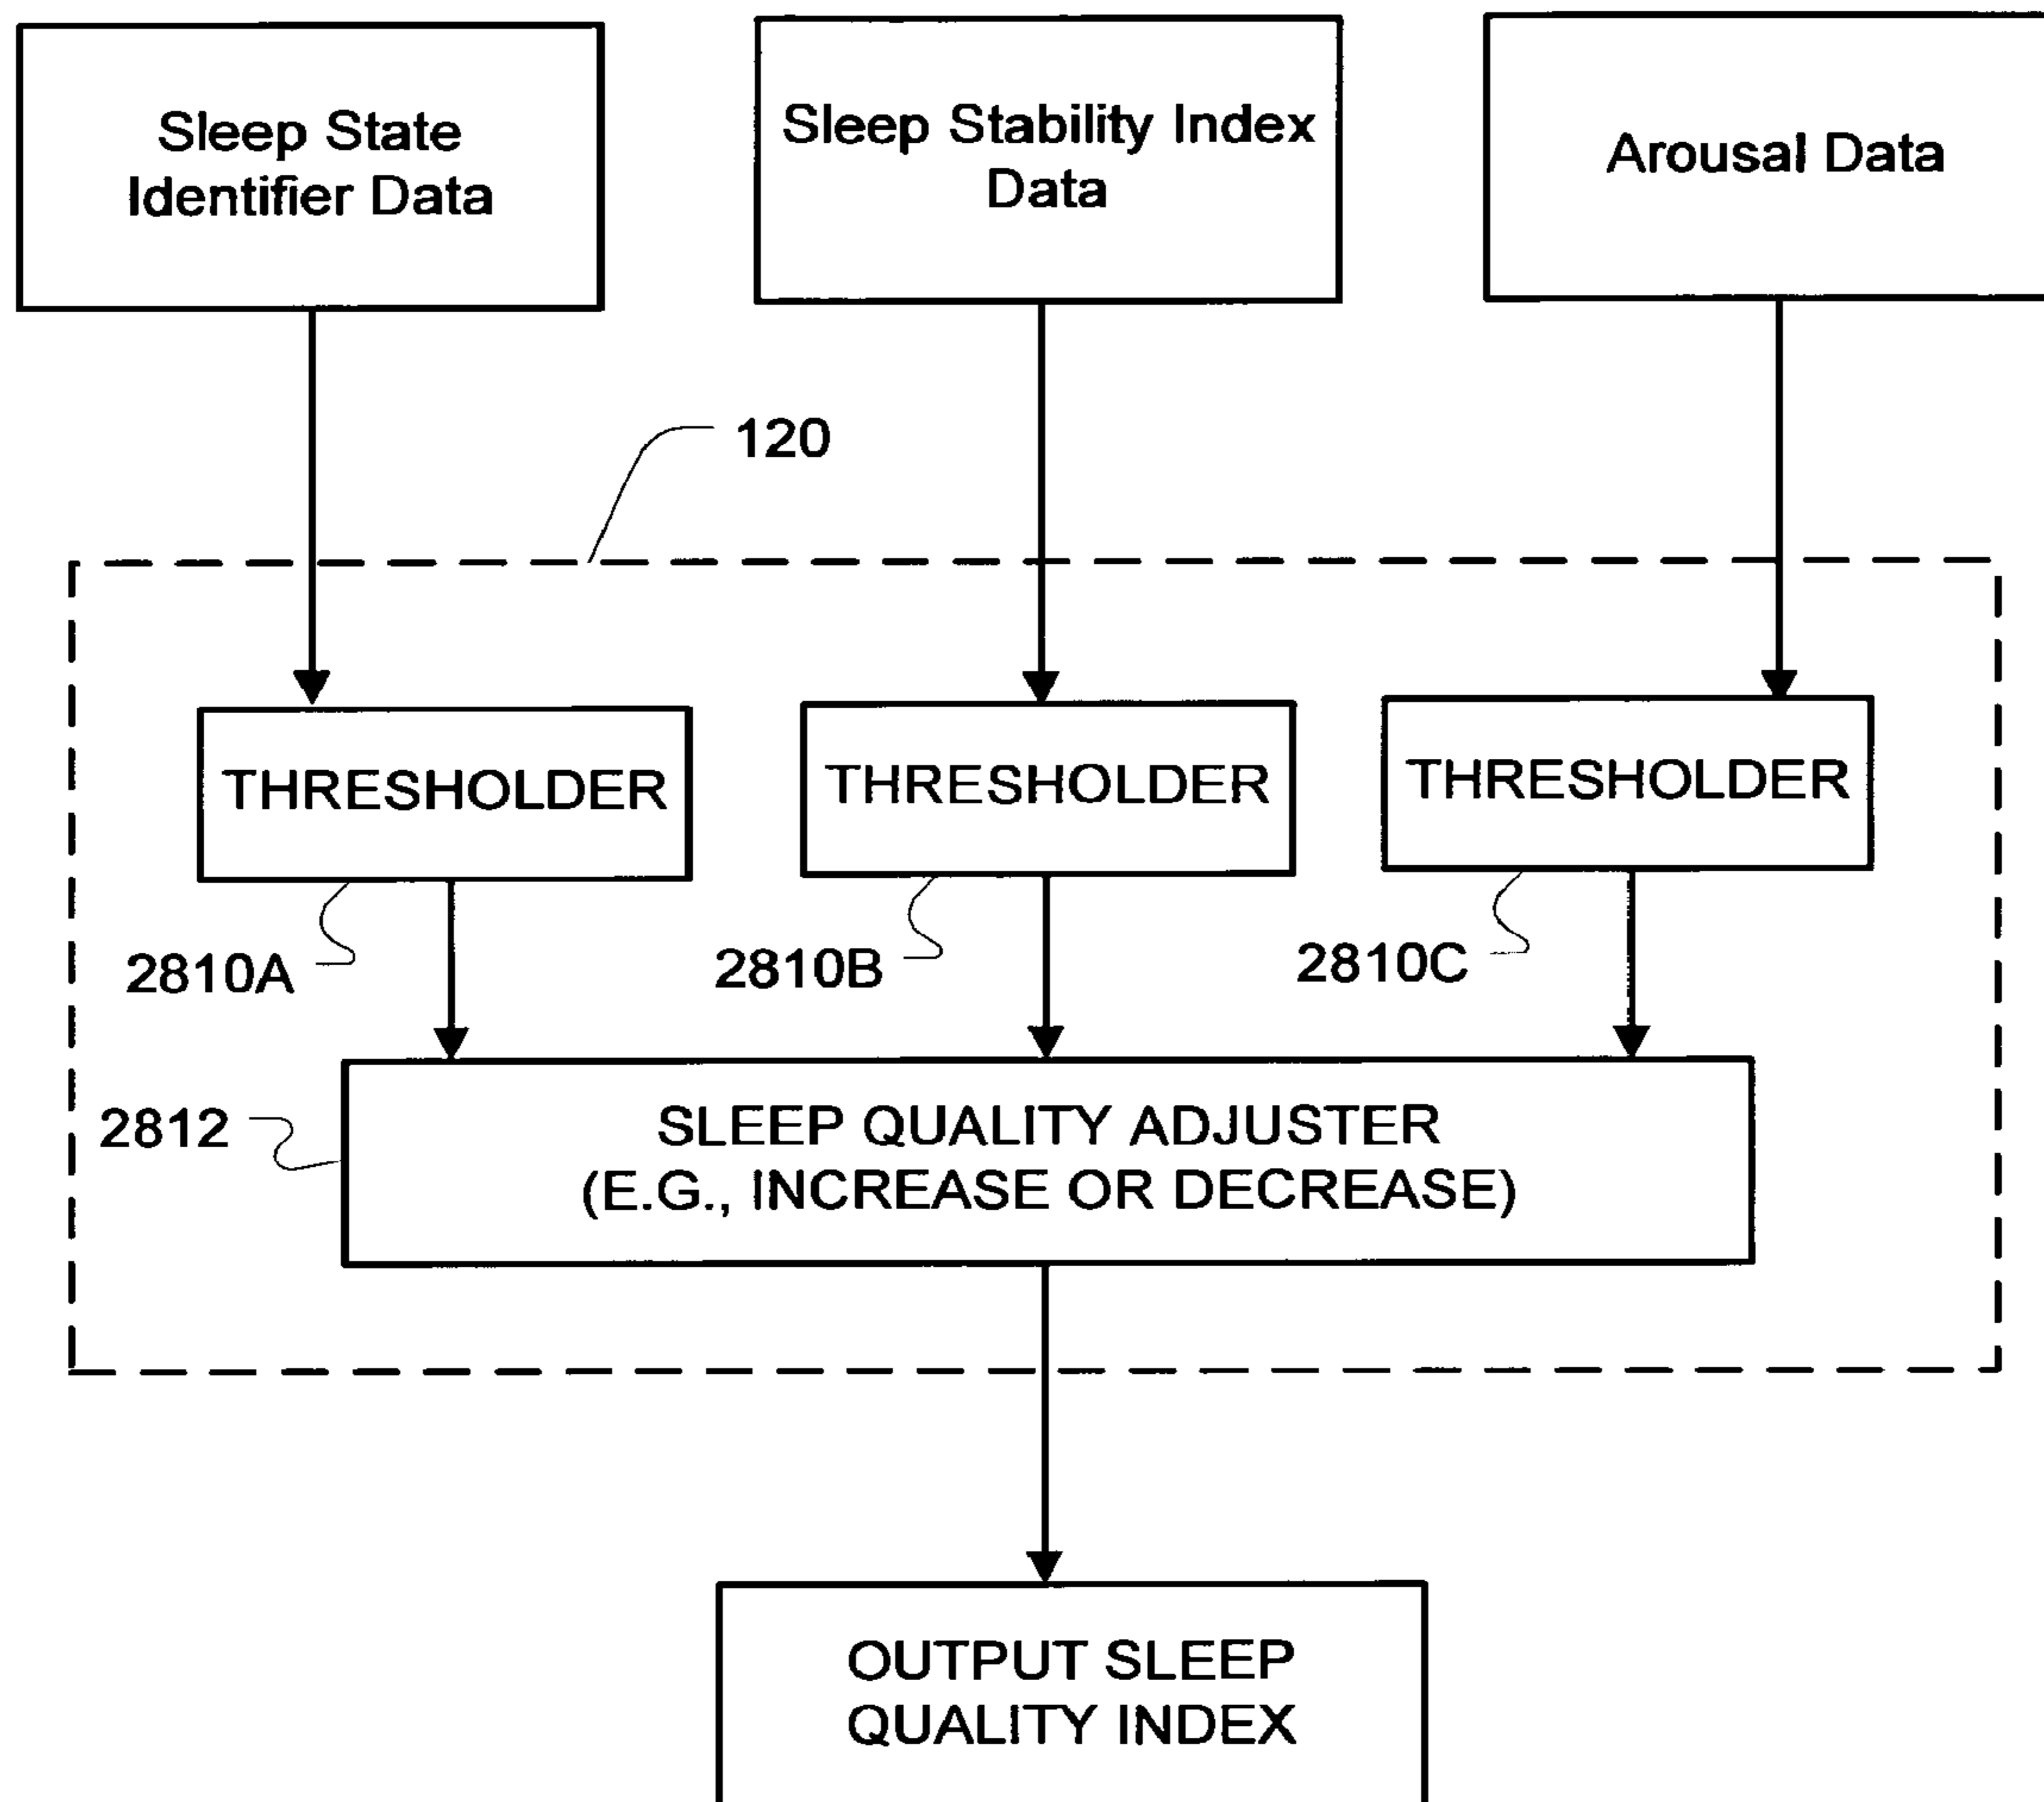 Sleep State
Identifier Data
Sleep Stability Index
Data
Arousal Data
120
THRESHOLDER
THRESHOLDER
THRESHOLDER
2810A
2810B
2810C
2812
SLEEP QUALITY ADJUSTER
(E.G., INCREASE OR DECREASE)
OUTPUT SLEEP
QUALITY INDEX